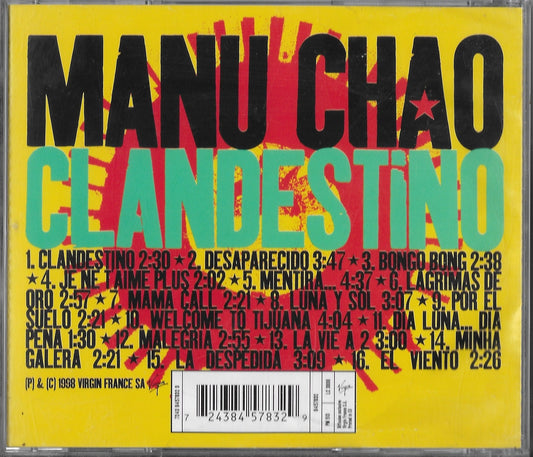 MANU CHAO
CLANDESTiNO
1. CLANDESTINO 2:30 ★ 2. DESAPARECIDO 3:47 ★ 3. BONGO BONG 2:38
★ 4. JE NE T'AIME PLUS 2:02 ★ 5. MENTIRA... 4:37 ★ 6. LÁGRIMAS DE
ORO 2:57 ★ 7. MAMA CALL 2:21 ★ 8. LUNA Y SOL 3:07 ★ 9. POR EL
SUELO 2:21 ★ 10. WELCOME TO TIJUANA 4:04 ★ 11. DIA LUNA... DIA
PENA 1:30 ★ 12. MALEGRIA 2:55 ★ 13. LA VIE A 2 3:00 ★ 14. MINHA
GALERA 2:21 ★ 15. LA DESPEDIDA 3:09 ★ 16. EL VIENTO 2:26
(P) & (C) 1998 VIRGIN FRANCE SA Virgin
7 24384 57832 9